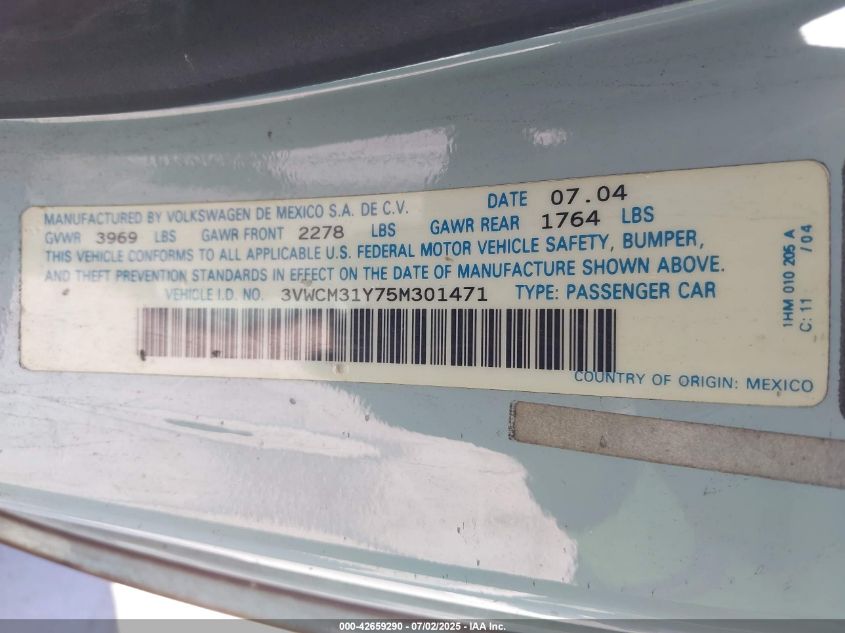 MANUFACTURED BY VOLKSWAGEN DE MEXICO S.A. DE C.V. DATE 07.04
GVWR 3969 LBS GAWR FRONT 2278 LBS GAWR REAR 1764 LBS
THIS VEHICLE CONFORMS TO ALL APPLICABLE U.S. FEDERAL MOTOR VEHICLE SAFETY, BUMPER,
AND THEFT PREVENTION STANDARDS IN EFFECT ON THE DATE OF MANUFACTURE SHOWN ABOVE.
VEHICLE I.D. NO. 3VWCM31Y75M301471 TYPE: PASSENGER CAR
COUNTRY OF ORIGIN: MEXICO
1HM 010 205 A
C: 11 / 04
000-42659290 - 07/02/2025 - © IAA Inc.